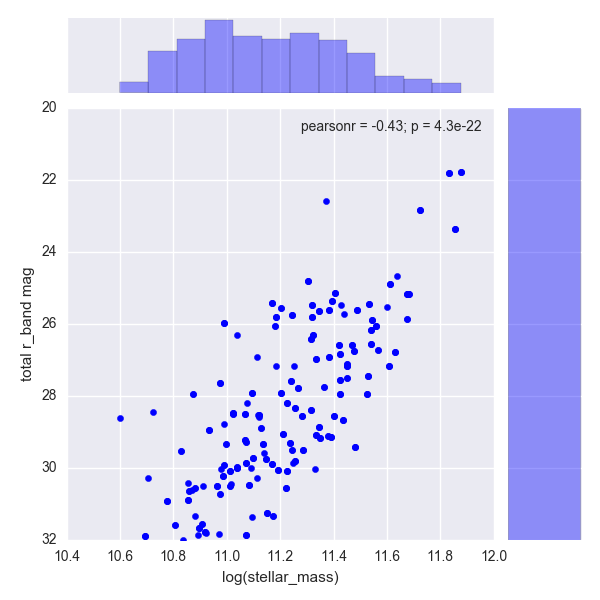 20
pearsonr = -0.43; p = 4.3e-22
22
24
26
28
30
32
total r_band mag
10.4 10.6 10.8 11.0 11.2 11.4 11.6 11.8 12.0
log(stellar_mass)